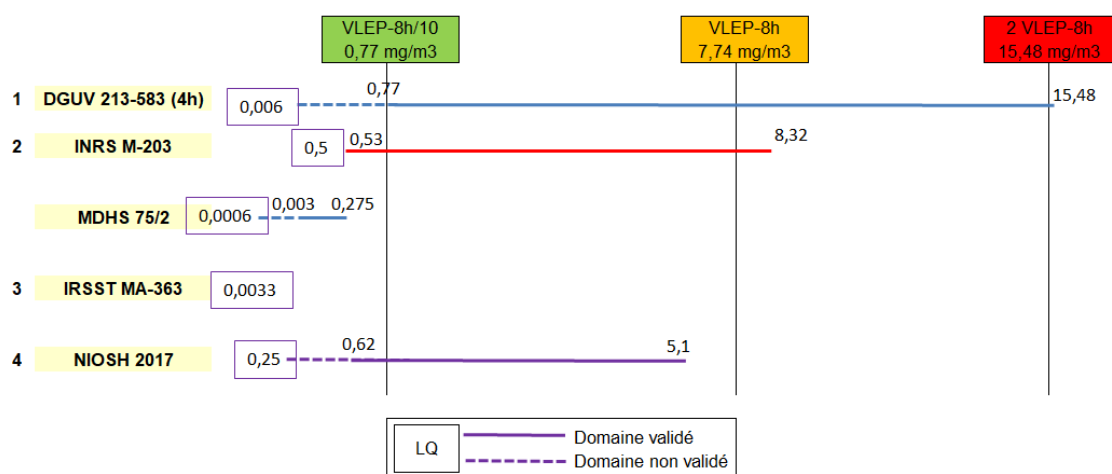 VLEP-8h/10
0,77 mg/m3
VLEP-8h
7,74 mg/m3
2 VLEP-8h
15,48 mg/m3
1 DGUV 213-583 (4h) 0,006 0,77 15,48
2 INRS M-203 0,5 0,53 8,32
MDHS 75/2 0,0006 0,003 0,275
3 IRSST MA-363 0,0033
4 NIOSH 2017 0,25 0,62 5,1
LQ
Domaine validé
Domaine non validé